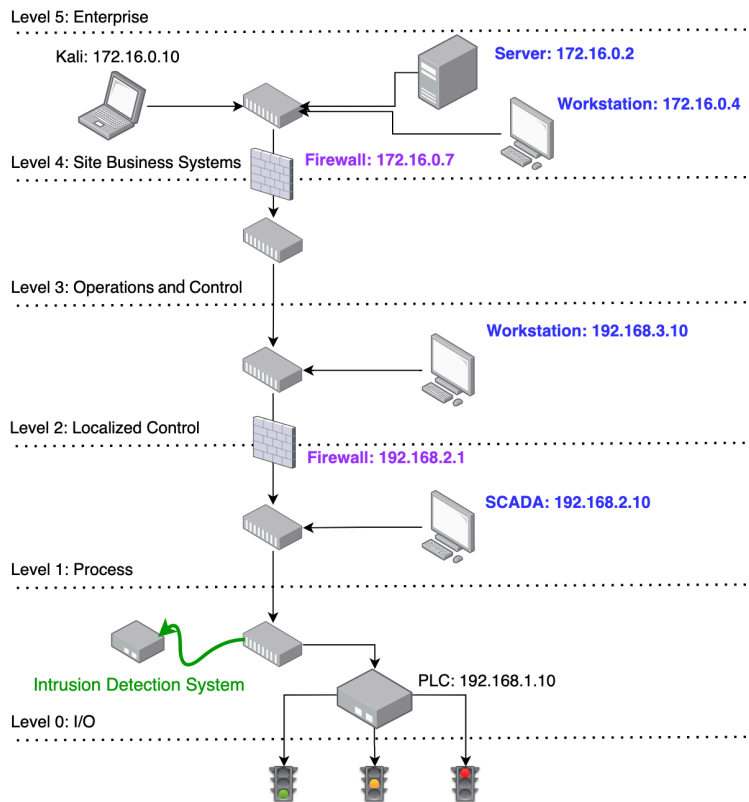 Level 5: Enterprise
Kali: 172.16.0.10
Server: 172.16.0.2
Workstation: 172.16.0.4
Level 4: Site Business Systems
Firewall: 172.16.0.7
Level 3: Operations and Control
Workstation: 192.168.3.10
Level 2: Localized Control
Firewall: 192.168.2.1
SCADA: 192.168.2.10
Level 1: Process
Intrusion Detection System
PLC: 192.168.1.10
Level 0: I/O